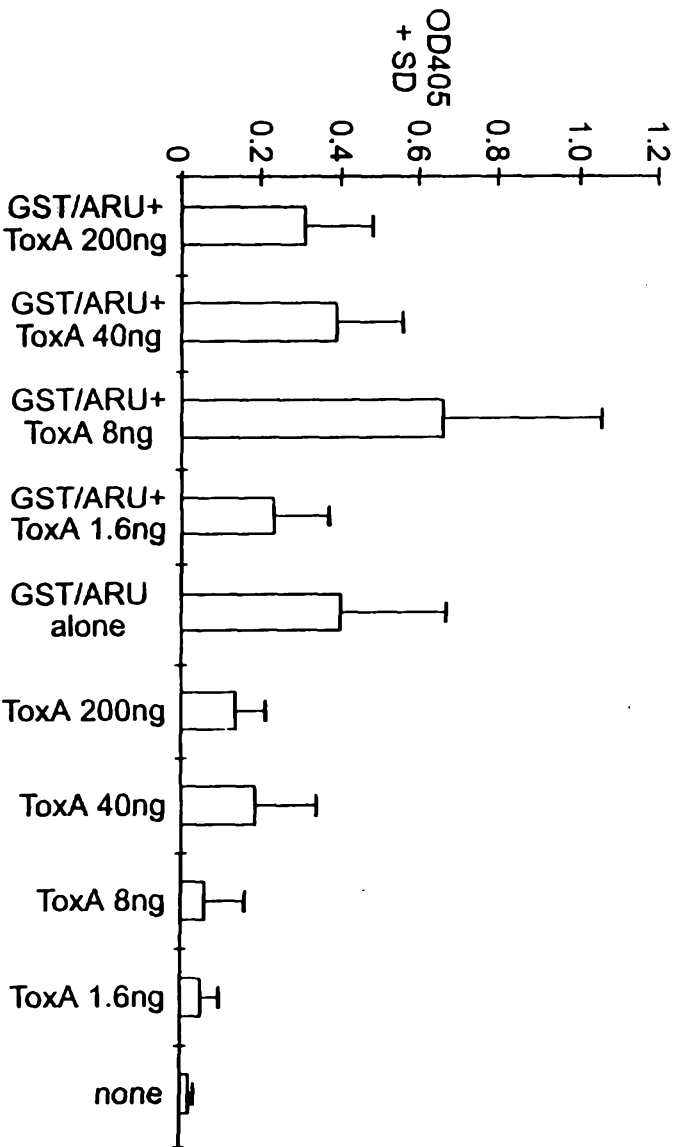 OD405
+ SD
0
0.2
0.4
0.6
0.8
1.0
1.2
GST/ARU+
ToxA 200ng
GST/ARU+
ToxA 40ng
GST/ARU+
ToxA 8ng
GST/ARU+
ToxA 1.6ng
GST/ARU
alone
ToxA 200ng
ToxA 40ng
ToxA 8ng
ToxA 1.6ng
none